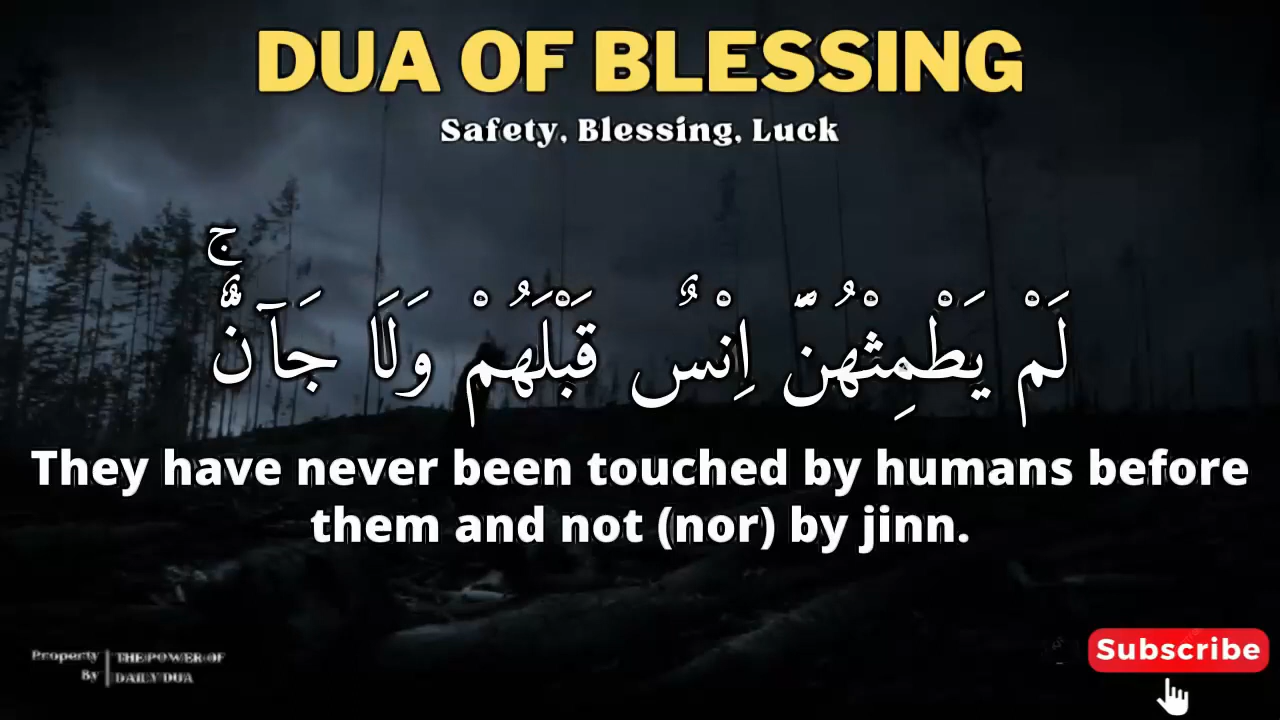 DUA OF BLESSING
Safety, Blessing, Luck
لَمْ يَطْمِثْهُنَّ اِنْسٌ قَبْلَهُمْ وَلَا جَآنٌّۚ
They have never been touched by humans before
them and not (nor) by jinn.
Property
By
THE POWER OF
DAILY DUA
Subscribe